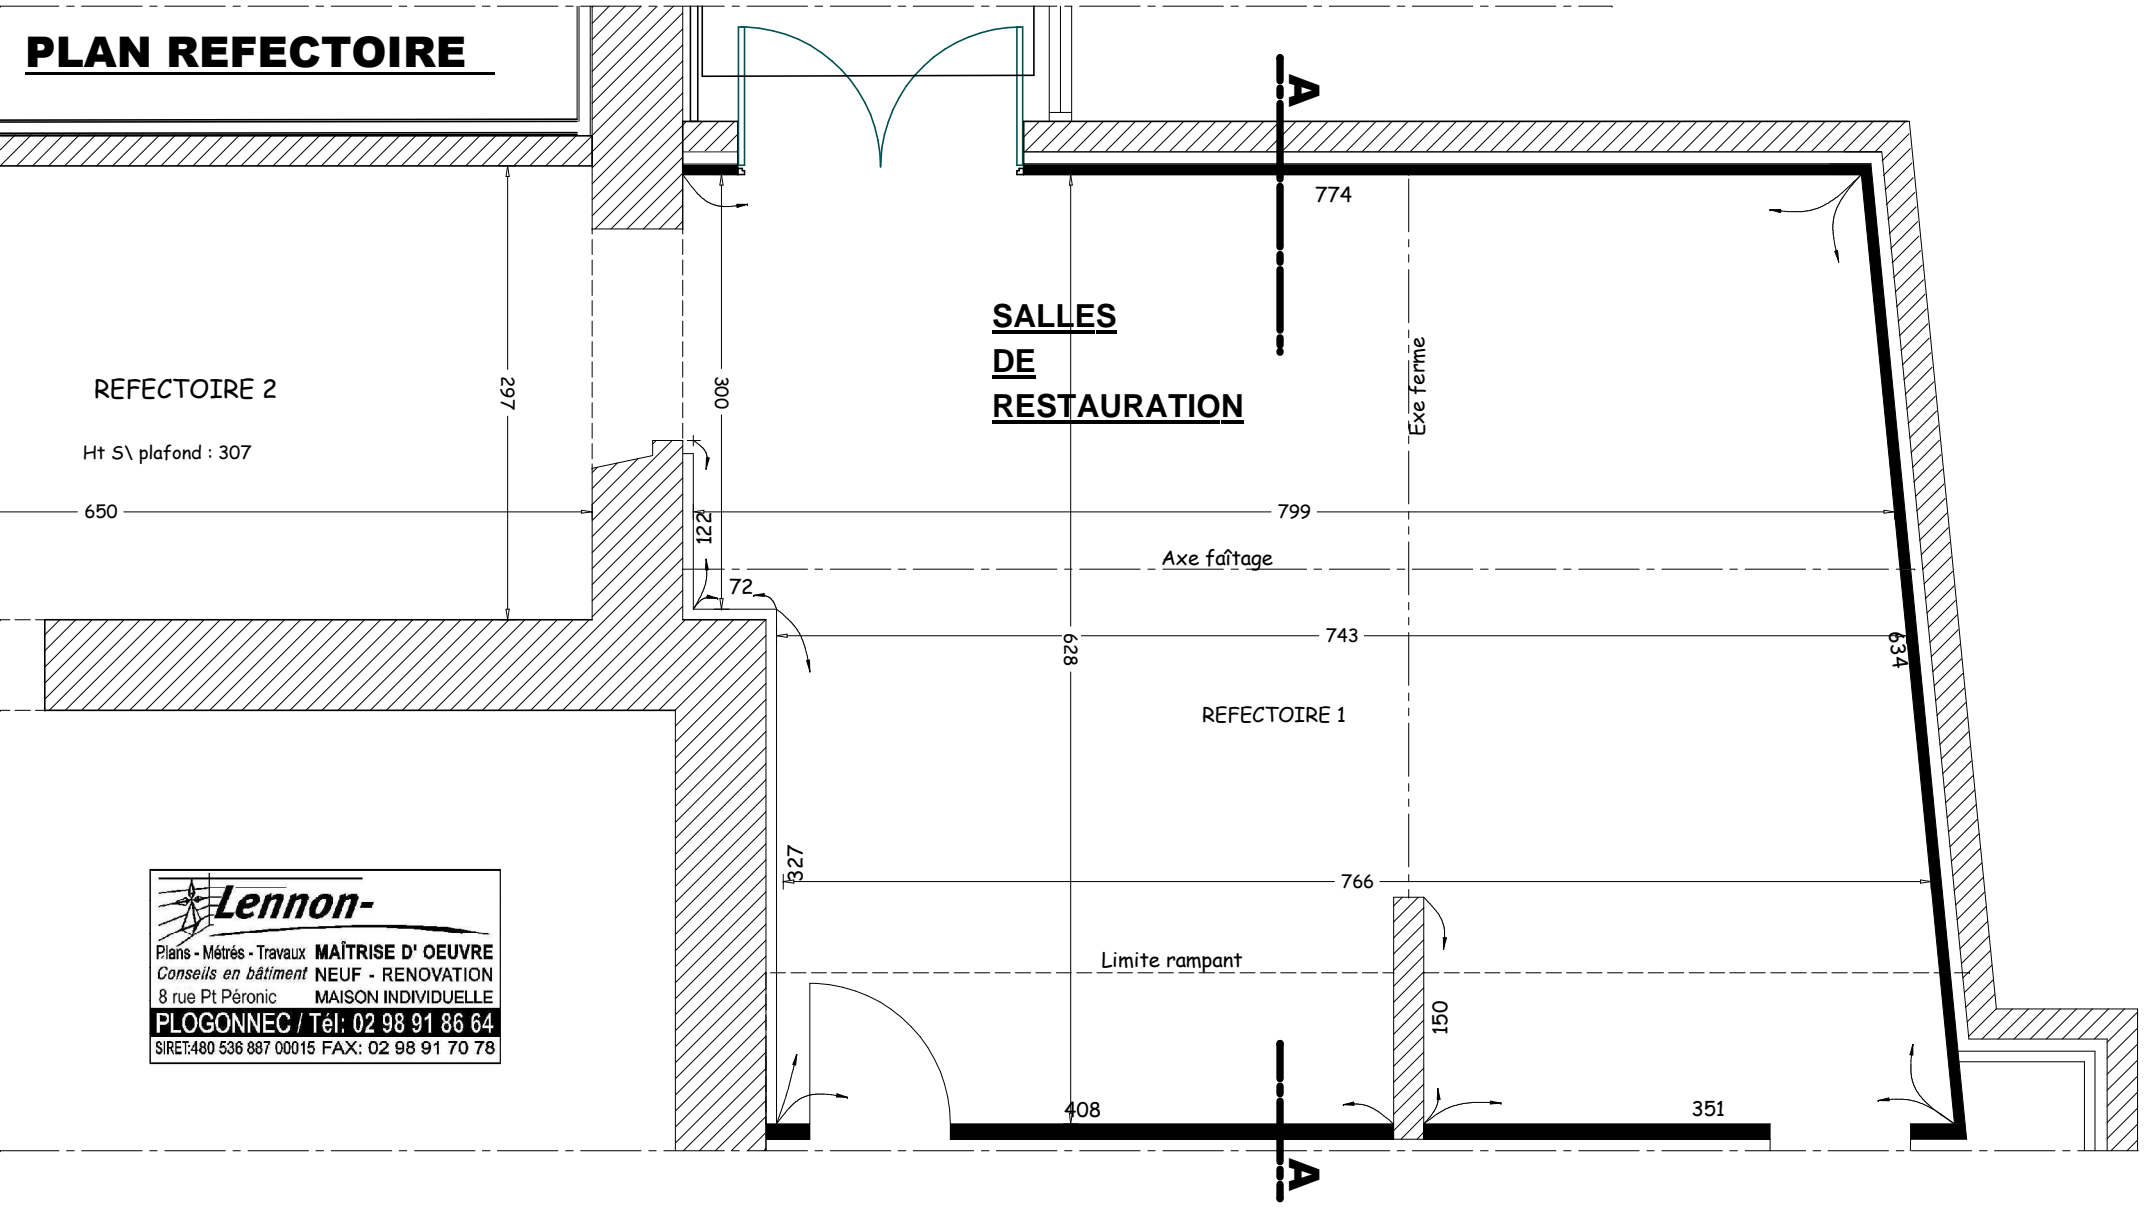 PLAN REFECTOIRE
A
774
SALLES
DE
RESTAURATION
Exe ferme
REFECTOIRE 2
297
300
Ht S\ plafond : 307
650
122
799
Axe faîtage
72
743
628
634
REFECTOIRE 1
327
766
Lennon-
Plans - Métrés - Travaux MAÎTRISE D' OEUVRE
Conseils en bâtiment NEUF - RENOVATION
8 rue Pt Péronic MAISON INDIVIDUELLE
PLOGONNEC / Tél: 02 98 91 86 64
SIRET:480 536 887 00015 FAX: 02 98 91 70 78
Limite rampant
150
408
351
A